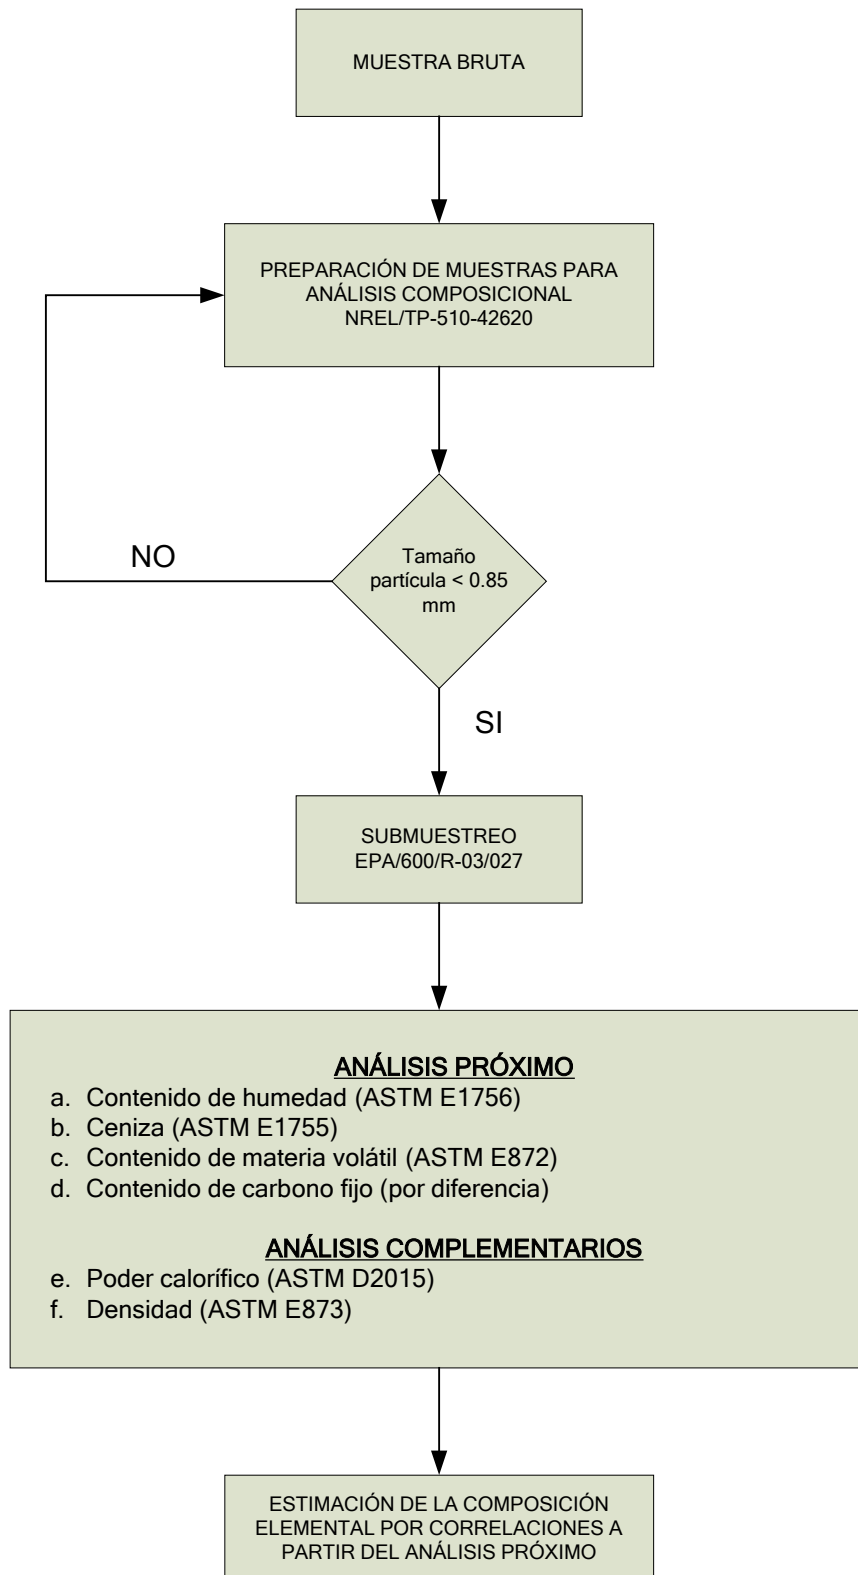 MUESTRA BRUTA
PREPARACIÓN DE MUESTRAS PARA
ANÁLISIS COMPOSICIONAL
NREL/TP-510-42620
NO
Tamaño
partícula < 0.85
mm
SI
SUBMUESTREO
EPA/600/R-03/027
ANÁLISIS PRÓXIMO
a. Contenido de humedad (ASTM E1756)
b. Ceniza (ASTM E1755)
c. Contenido de materia volátil (ASTM E872)
d. Contenido de carbono fijo (por diferencia)
ANÁLISIS COMPLEMENTARIOS
e. Poder calorífico (ASTM D2015)
f. Densidad (ASTM E873)
ESTIMACIÓN DE LA COMPOSICIÓN
ELEMENTAL POR CORRELACIONES A
PARTIR DEL ANÁLISIS PRÓXIMO